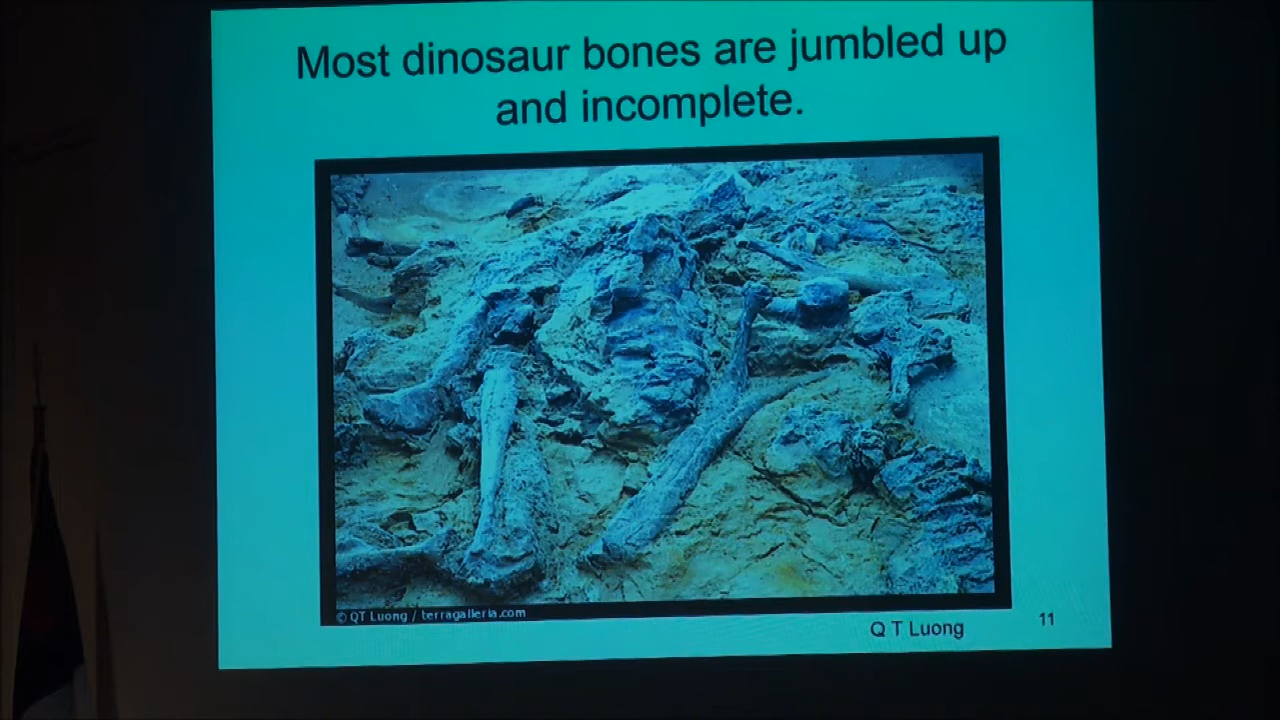 Most dinosaur bones are jumbled up
and incomplete.
© QT Luong / terragalleria.com
Q T Luong
11